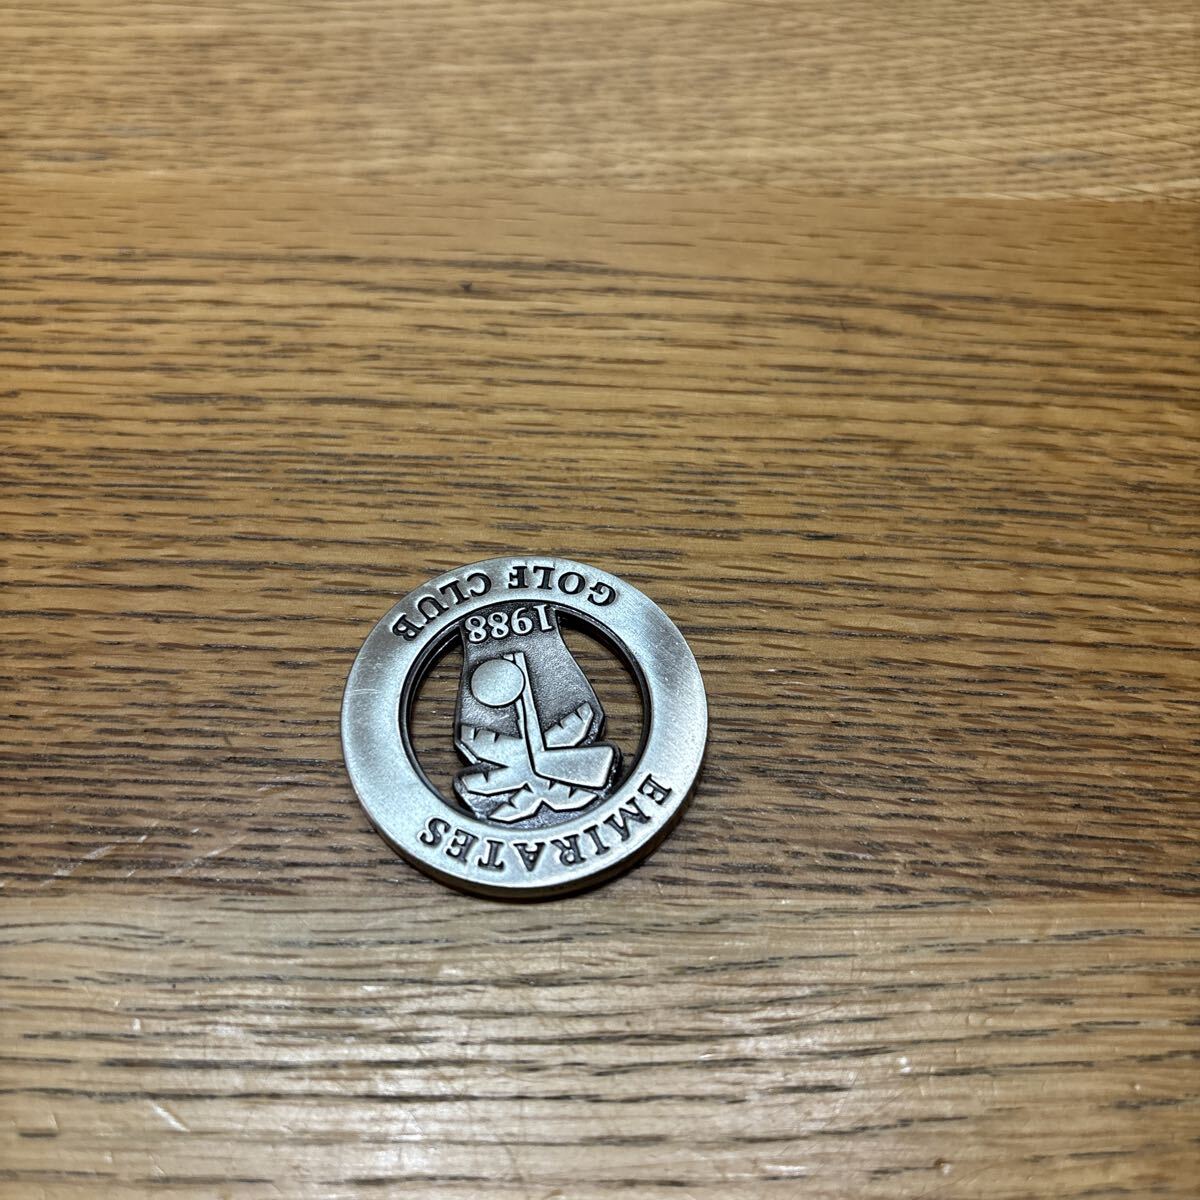 EMIRATES
1988
GOLF CLUB